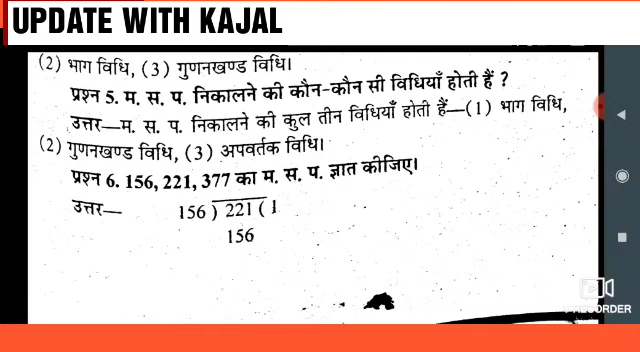 UPDATE WITH KAJAL
(2) भाग विधि, (3) गुणनखण्ड विधि।
प्रश्न 5. म. स. प. निकालने की कौन-कौन सी विधियाँ होती हैं ?
उत्तर—म. स. प. निकालने की कुल तीन विधियाँ होती हैं—(1) भाग विधि,
(2) गुणनखण्ड विधि, (3) अपवर्तक विधि।
प्रश्न 6. 156, 221, 377 का म. स. प. ज्ञात कीजिए।
उत्तर— 156 ) 221 ( 1
156